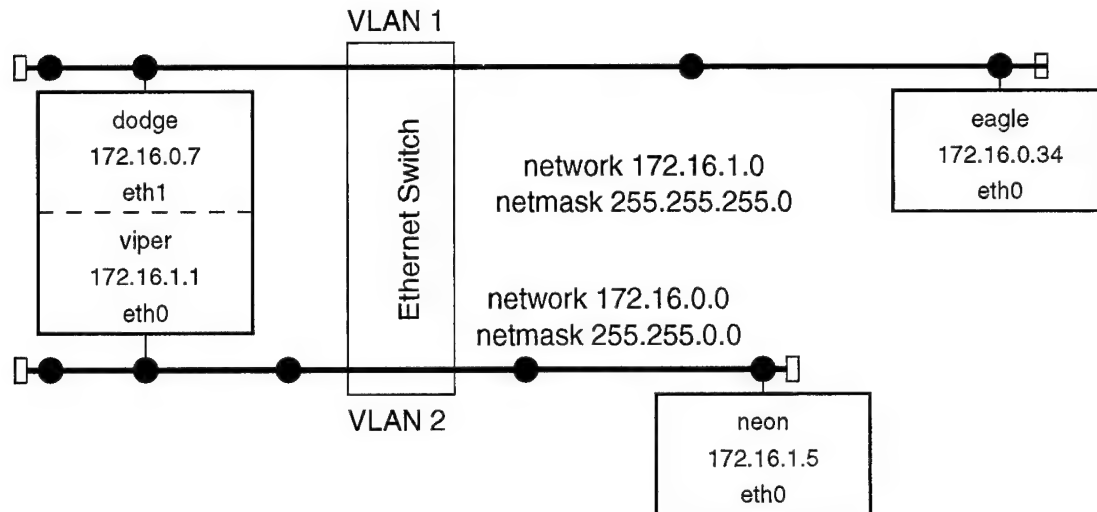 VLAN 1
dodge
172.16.0.7
eth1
viper
172.16.1.1
eth0
Ethernet Switch
network 172.16.1.0
netmask 255.255.255.0
network 172.16.0.0
netmask 255.255.0.0
eagle
172.16.0.34
eth0
VLAN 2
neon
172.16.1.5
eth0